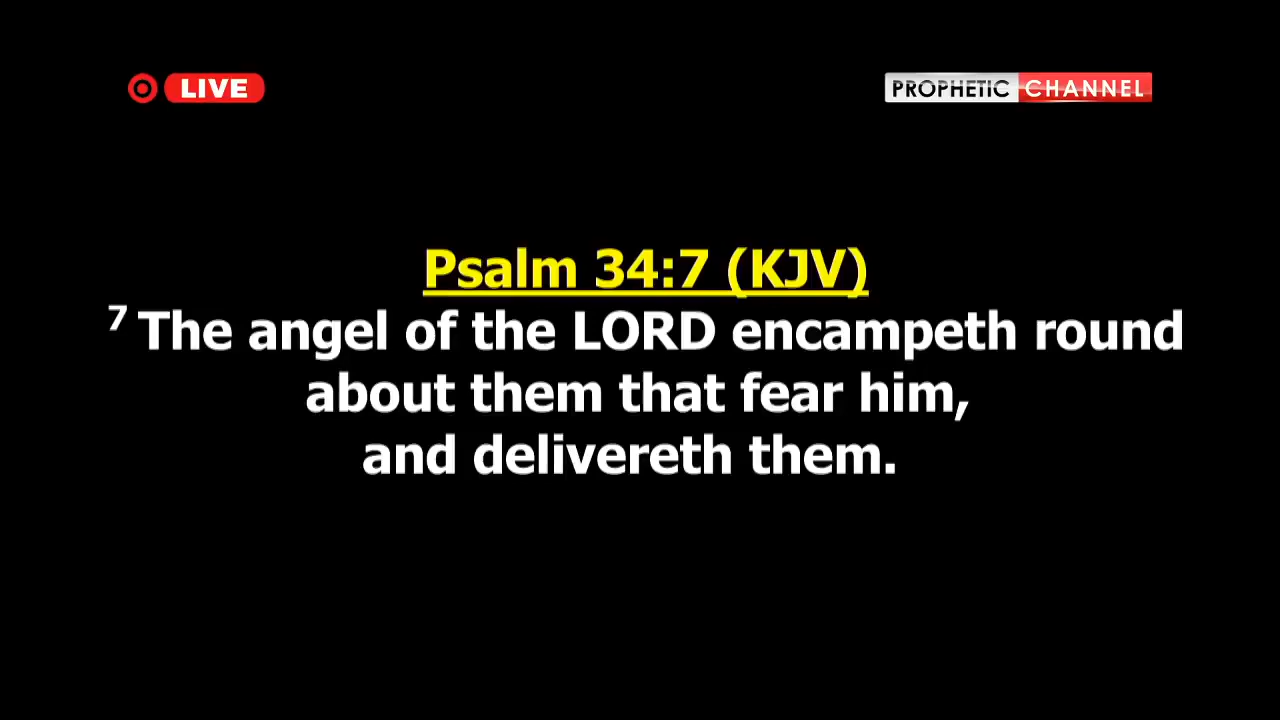 LIVE
PROPHETIC CHANNEL
Psalm 34:7 (KJV)
7 The angel of the LORD encampeth round
about them that fear him,
and delivereth them.